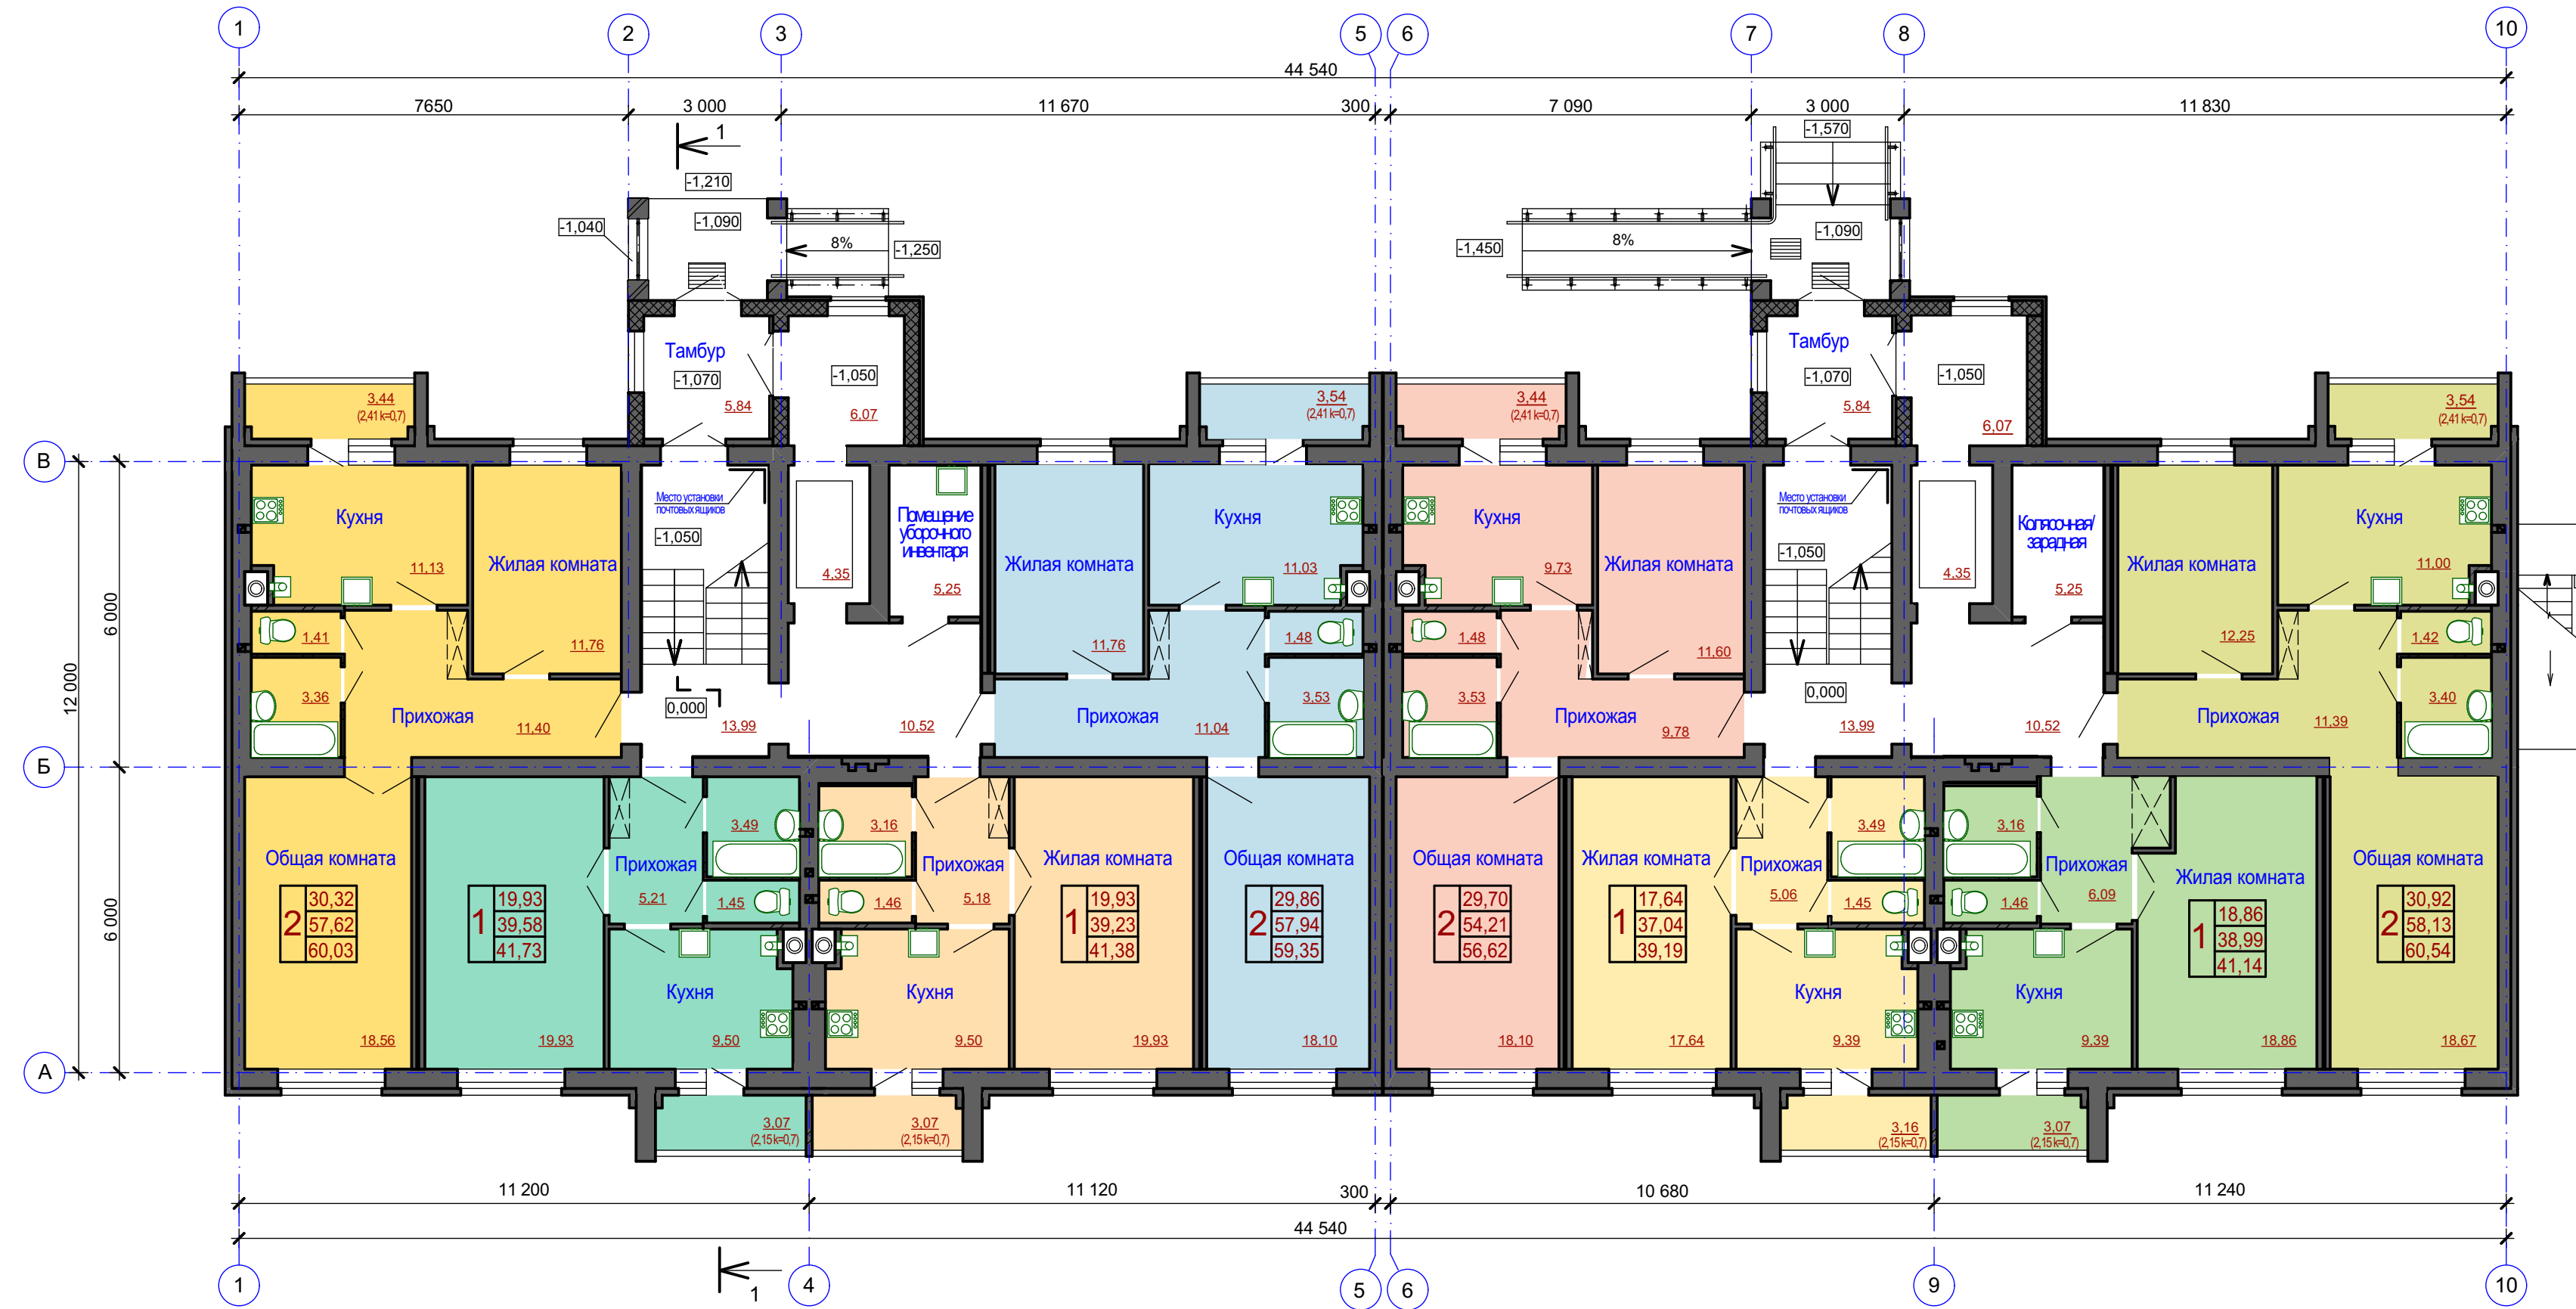 1
2
3
5
6
7
8
10
44 540
7650
3 000
11 670
300
7 090
3 000
11 830
1
-1,570
-1,210
-1,040
-1,090
8%
-1,250
-1,450
8%
-1,090
Тамбур
-1,070
5,84
-1,050
6,07
Тамбур
-1,070
5,84
-1,050
6,07
3,44
(2,41 k=0,7)
3,54
(2,41 k=0,7)
3,44
(2,41 k=0,7)
3,54
(2,41 k=0,7)
В
Кухня
11,13
Жилая комната
11,76
Место установки
почтовых ящиков
-1,050
4,35
Помещение
уборочного
инвентаря
5,25
Жилая комната
11,76
Кухня
11,03
Кухня
9,73
Жилая комната
11,60
Место установки
почтовых ящиков
-1,050
4,35
Колясочная/
зарядная
5,25
Жилая комната
12,25
Кухня
11,00
6 000
12 000
1,41
3,36
Прихожая
11,40
0,000
13,99
10,52
Прихожая
11,04
1,48
3,53
1,48
3,53
Прихожая
9,78
0,000
13,99
10,52
Прихожая
11,39
1,42
3,40
Б
6 000
Общая комната
2
30,32
57,62
60,03
18,56
1
19,93
39,58
41,73
19,93
Прихожая
5,21
3,49
1,45
Кухня
9,50
3,16
1,46
Прихожая
5,18
Кухня
9,50
Жилая комната
1
19,93
39,23
41,38
19,93
Общая комната
2
29,86
57,94
59,35
18,10
Общая комната
2
29,70
54,21
56,62
18,10
Жилая комната
1
17,64
37,04
39,19
17,64
Прихожая
5,06
3,49
1,45
Кухня
9,39
3,16
1,46
Прихожая
6,09
Кухня
9,39
Жилая комната
1
18,86
38,99
41,14
18,86
Общая комната
2
30,92
58,13
60,54
18,67
А
3,07
(2,15 k=0,7)
3,07
(2,15 k=0,7)
3,16
(2,15 k=0,7)
3,07
(2,15 k=0,7)
11 200
11 120
300
10 680
11 240
44 540
1
1
4
5
6
9
10